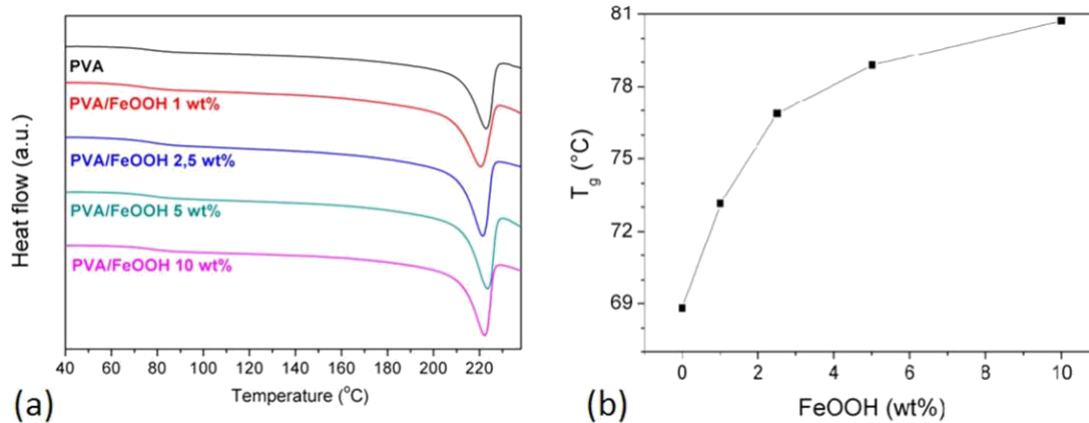 PVA
PVA/FeOOH 1 wt%
PVA/FeOOH 2,5 wt%
PVA/FeOOH 5 wt%
PVA/FeOOH 10 wt%
Heat flow (a.u.)
40 60 80 100 120 140 160 180 200 220
Temperature (°C)
(a)
81
78
75
72
69
Tg (°C)
0 2 4 6 8 10
FeOOH (wt%)
(b)